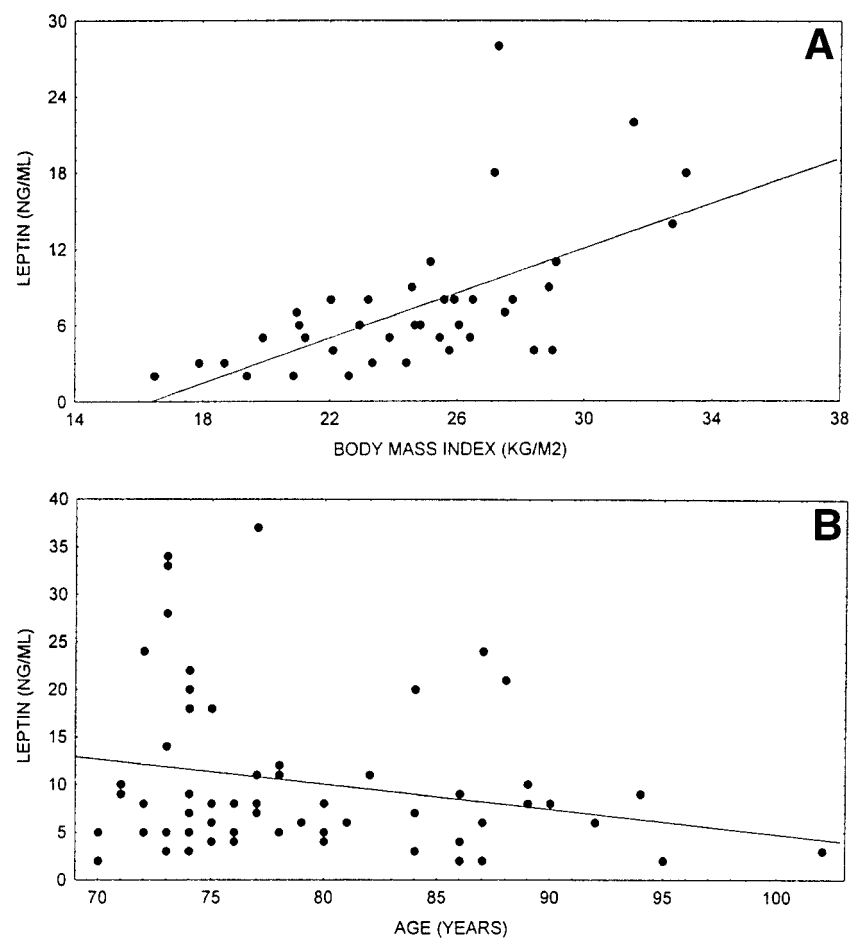 A
30
24
18
12
6
0
LEPTIN (NG/ML)
14 18 22 26 30 34 38
BODY MASS INDEX (KG/M2)
B
40
35
30
25
20
15
10
5
0
LEPTIN (NG/ML)
70 75 80 85 90 95 100
AGE (YEARS)